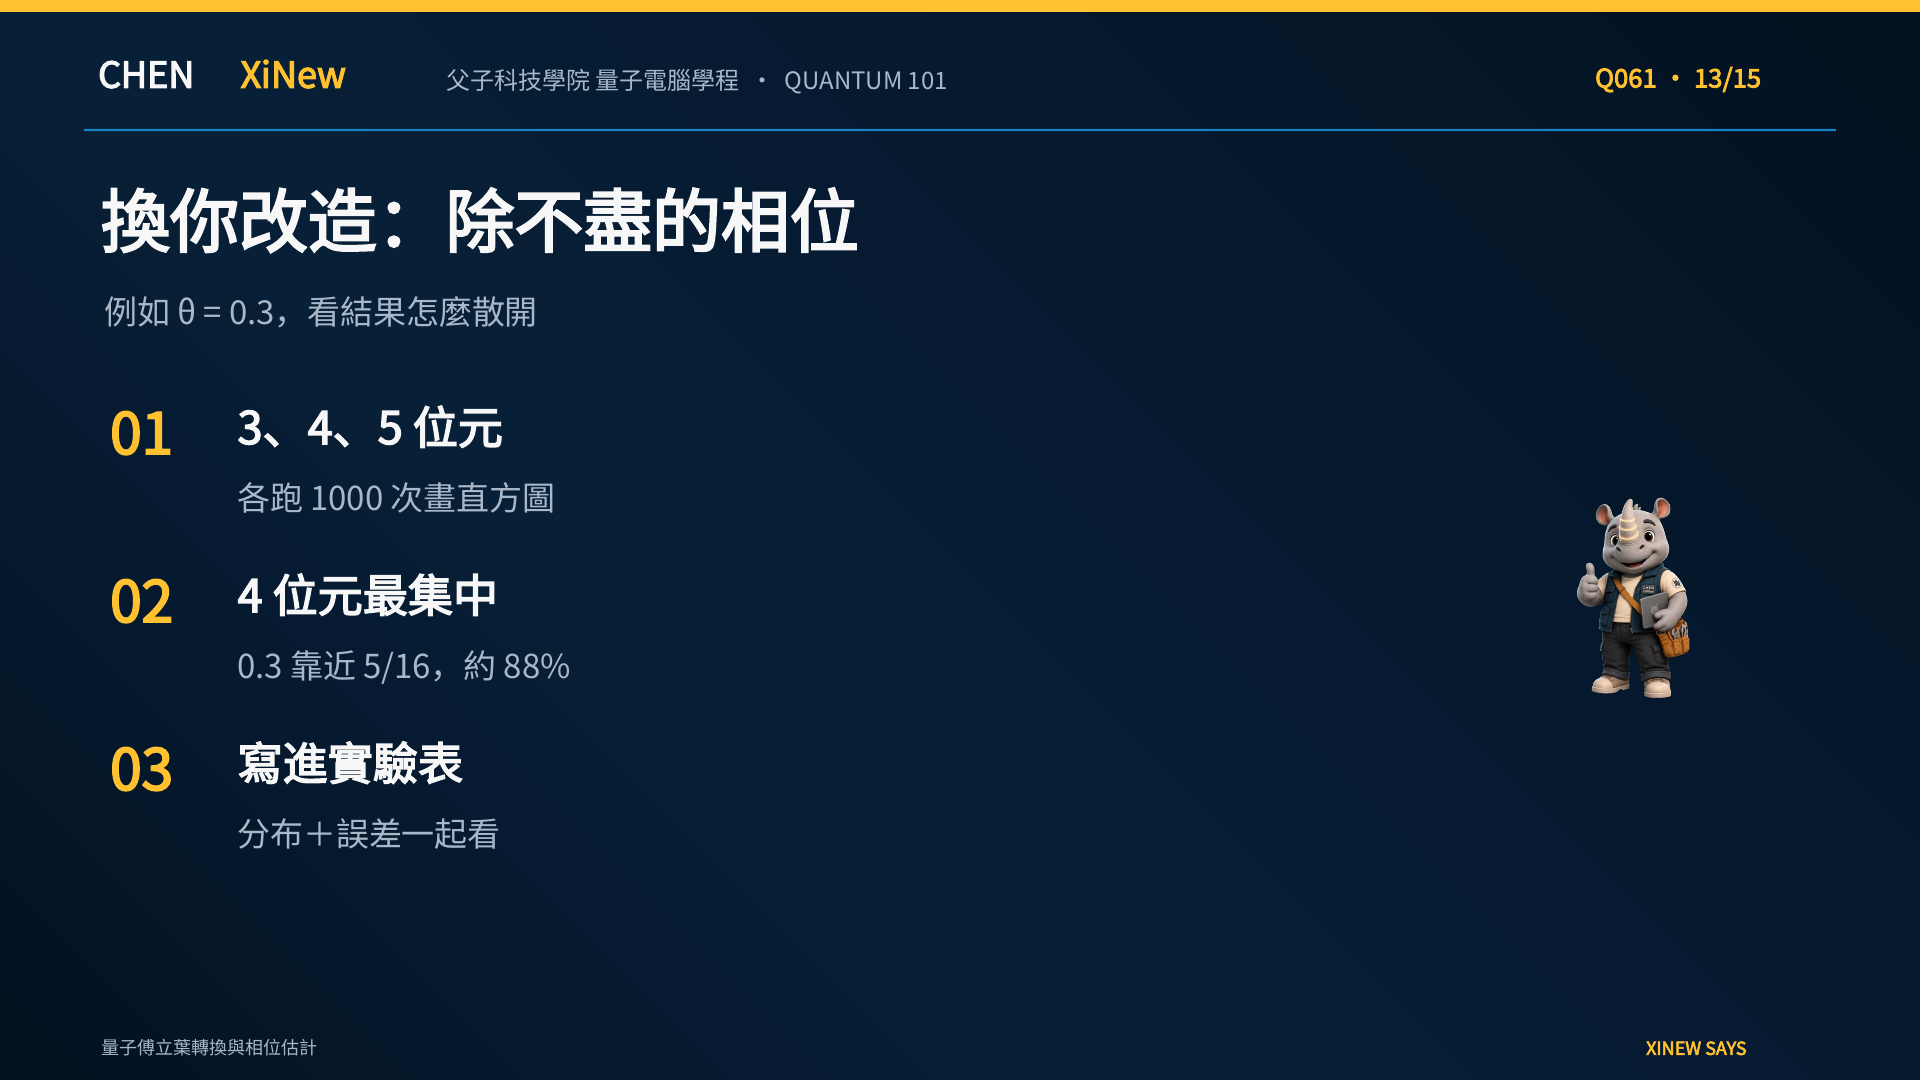 CHEN XiNew 父子科技學院 量子電腦學程 · QUANTUM 101 Q061 · 13/15
換你改造：除不盡的相位
例如 θ = 0.3，看結果怎麼散開
01 3、4、5 位元
各跑 1000 次畫直方圖
02 4 位元最集中
0.3 靠近 5/16，約 88%
03 寫進實驗表
分布＋誤差一起看
量子傅立葉轉換與相位估計 XINEW SAYS